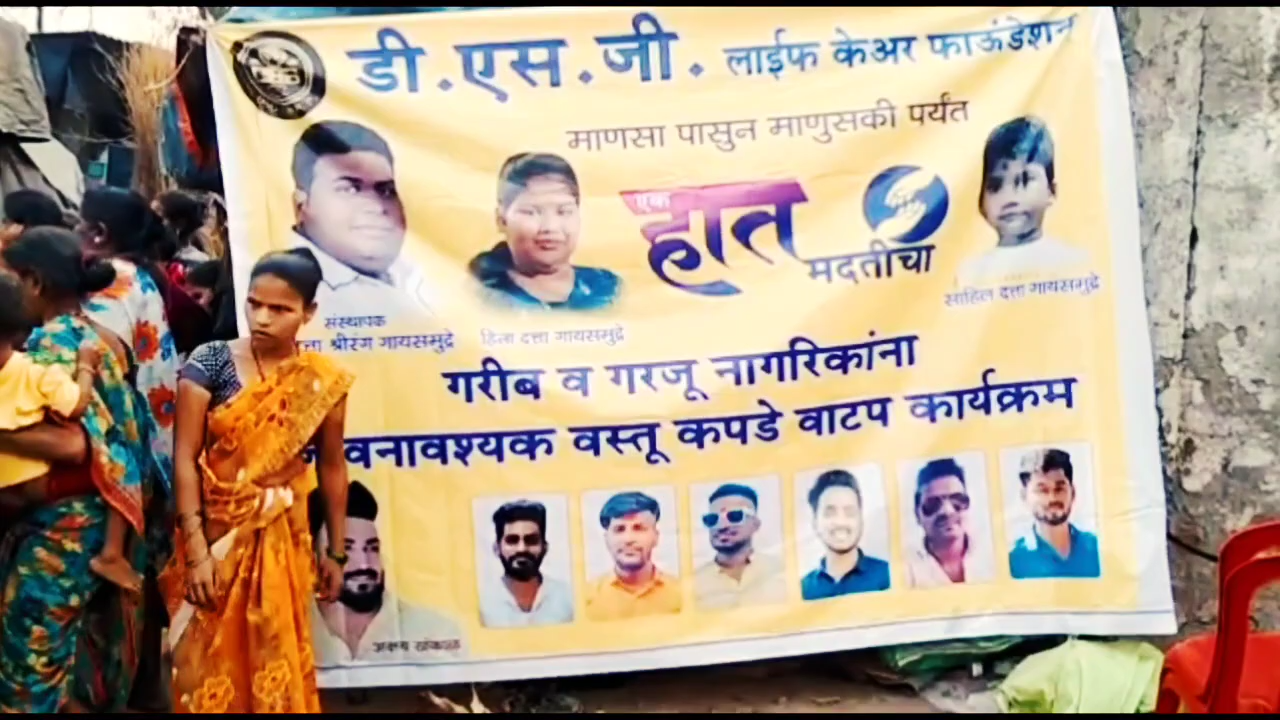 डी.एस.जी. लाईफ केअर फाऊंडेशन
माणसा पासुन माणुसकी पर्यंत
एक
हात
मदतीचा
साहिल दत्ता गायसमुद्रे
संस्थापक
श्रीरंग गायसमुद्रे
दत्ता गायसमुद्रे
गरीब व गरजू नागरिकांना
वनावश्यक वस्तू कपडे वाटप कार्यक्रम